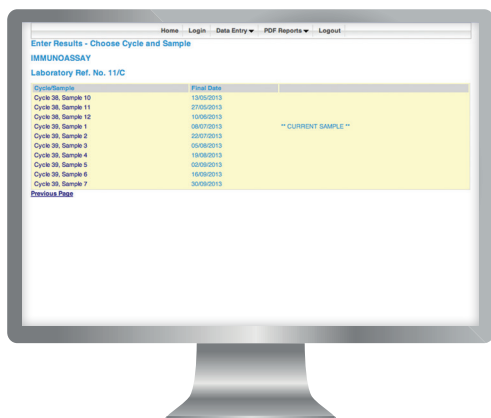 Home Login Data Entry PDF Reports Logout
Enter Results - Choose Cycle and Sample
IMMUNOASSAY
Laboratory Ref. No. 11/C
Cycle/Sample Final Date
Cycle 38, Sample 10 13/05/2013
Cycle 38, Sample 11 27/05/2013
Cycle 38, Sample 12 10/06/2013
Cycle 39, Sample 1 08/07/2013 ** CURRENT SAMPLE **
Cycle 39, Sample 2 22/07/2013
Cycle 39, Sample 3 05/08/2013
Cycle 39, Sample 4 19/08/2013
Cycle 39, Sample 5 02/09/2013
Cycle 39, Sample 6 16/09/2013
Cycle 39, Sample 7 30/09/2013
Previous Page